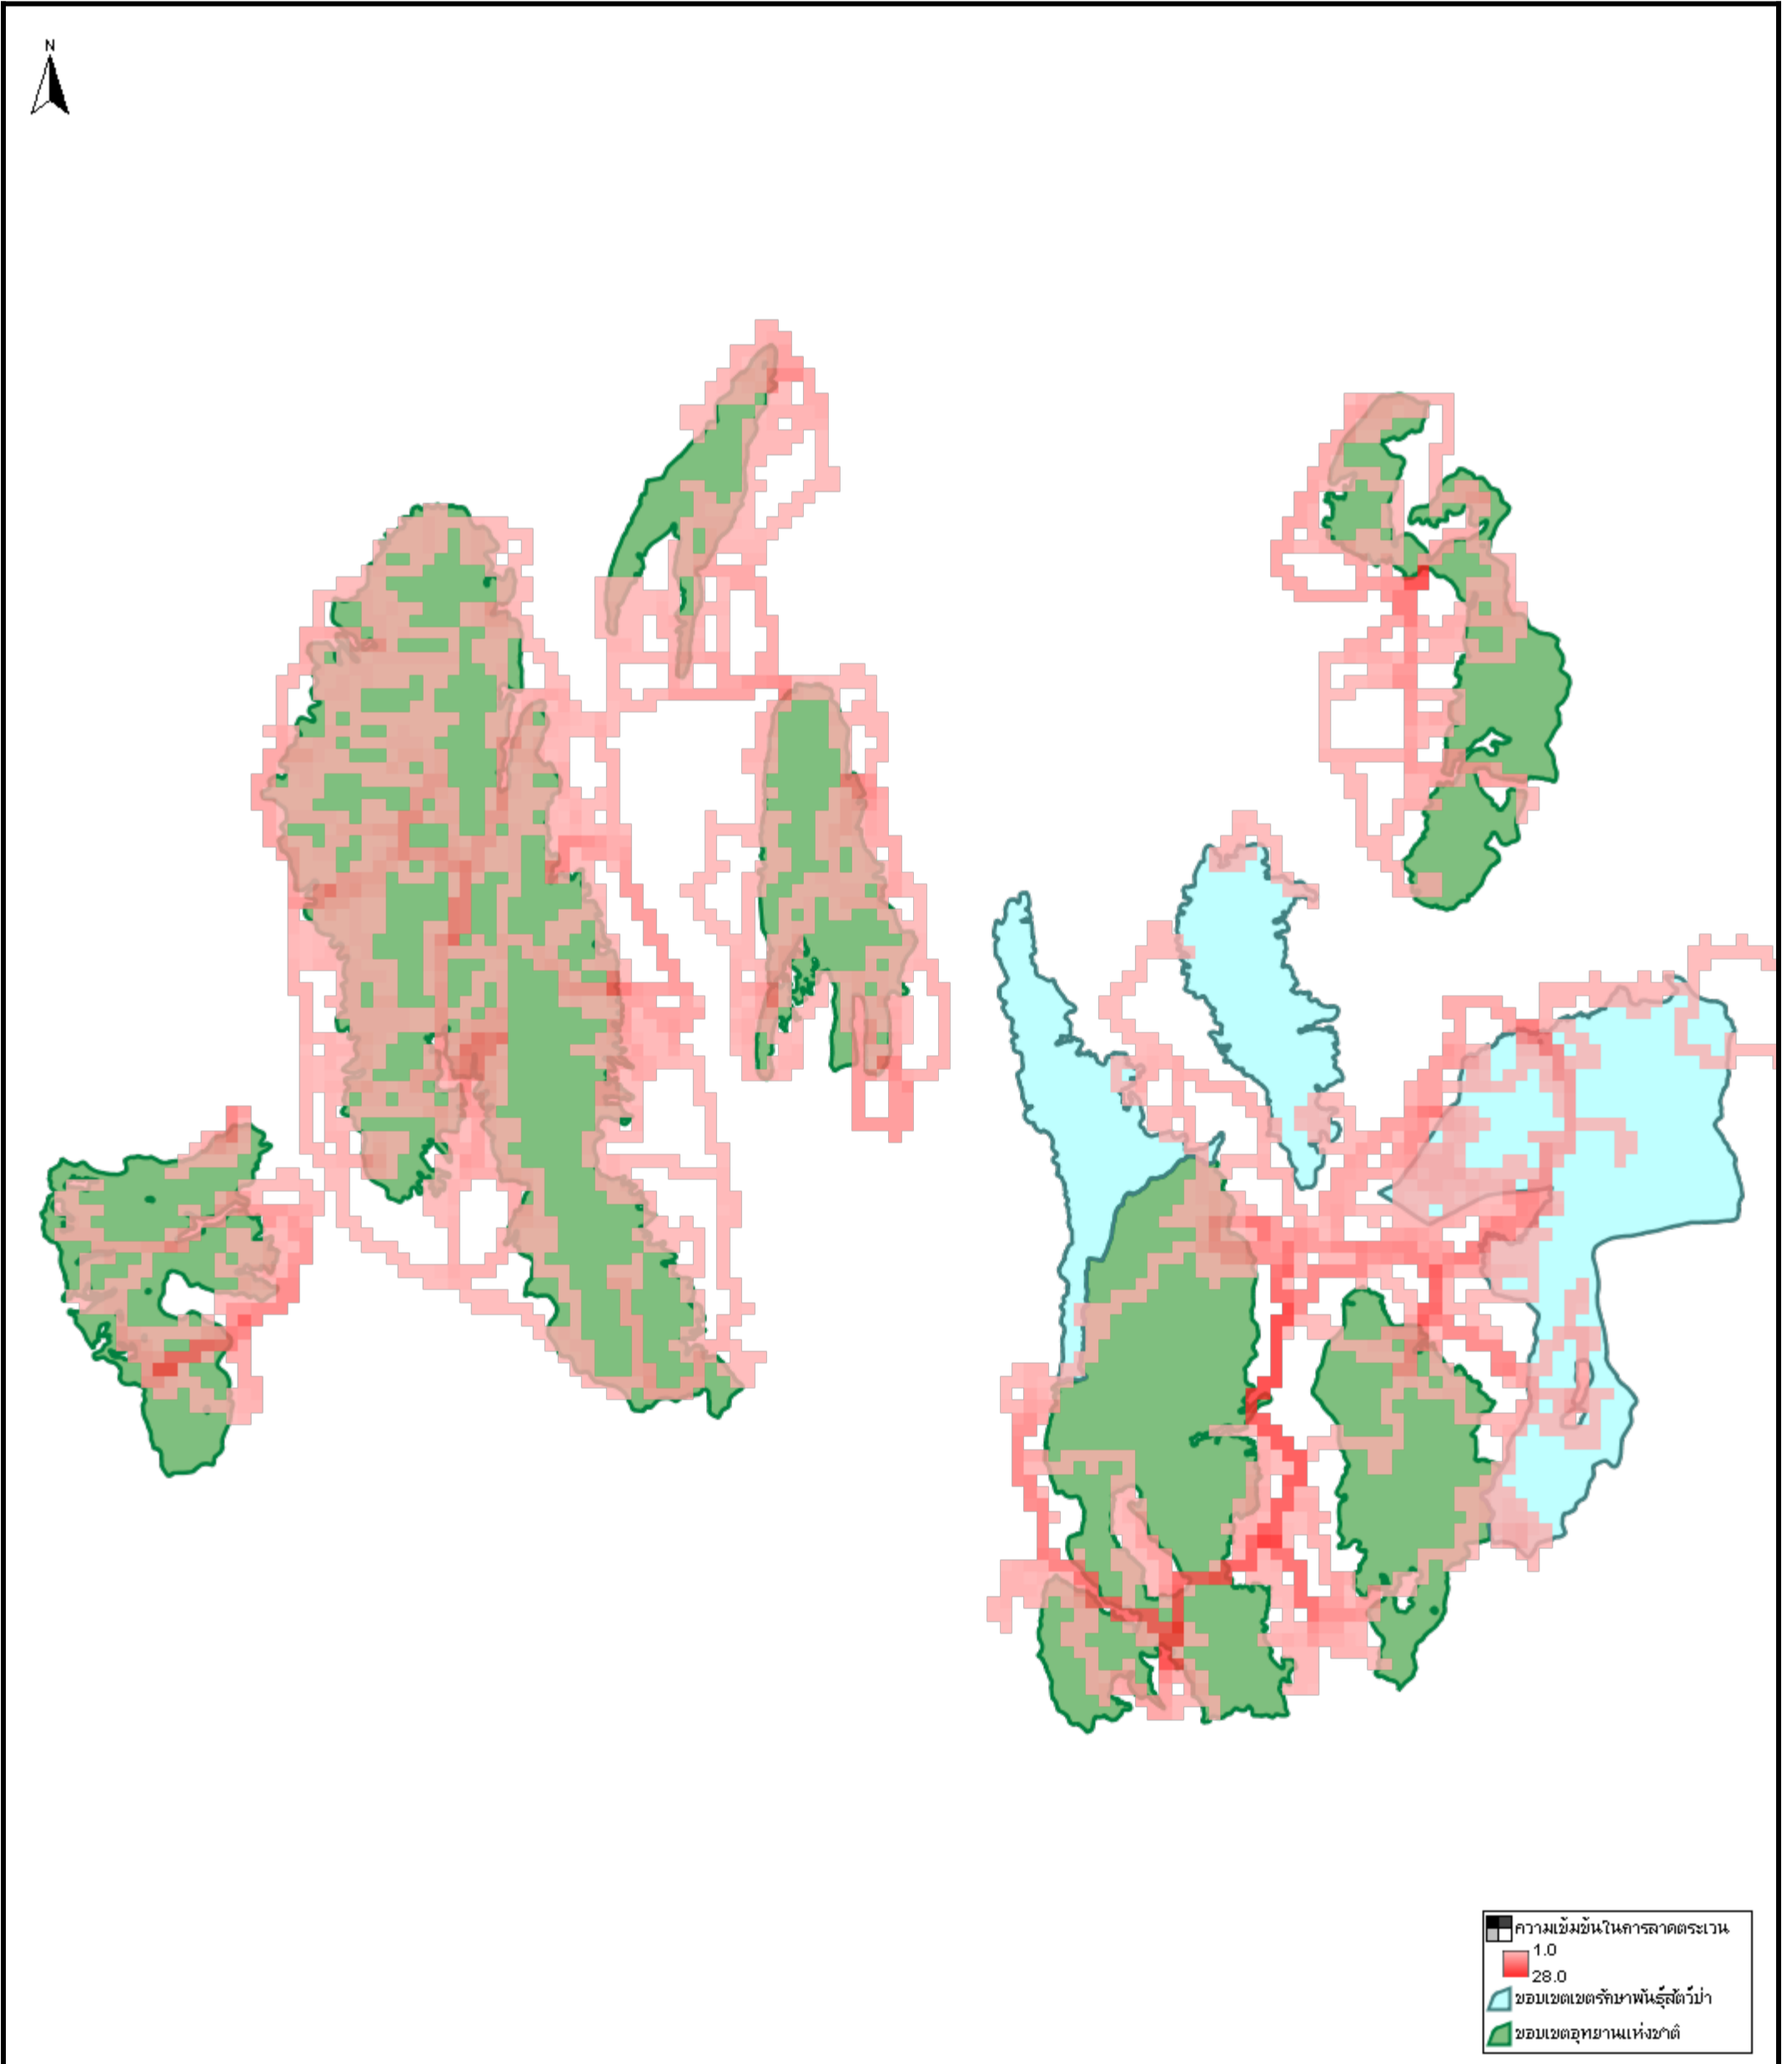 N
ความเข้มข้นในการลาดตระเวน
1.0
28.0
ขอบเขตเขตรักษาพันธุ์สัตว์ป่า
ขอบเขตอุทยานแห่งชาติ